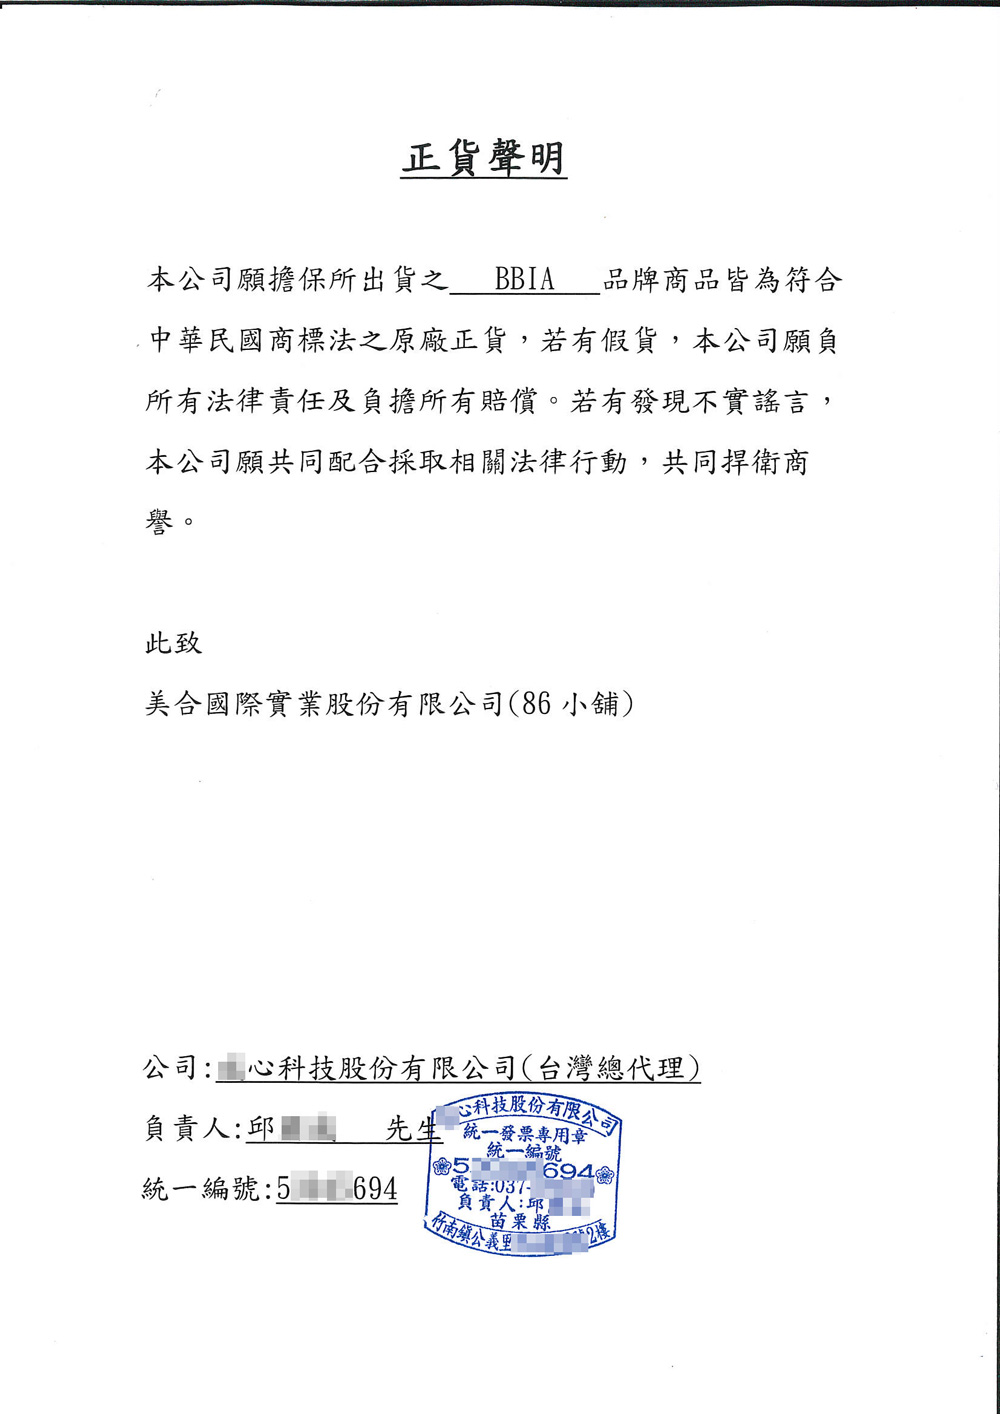 正貨聲明
本公司願擔保所出貨之 BBIA 品牌商品皆為符合
中華民國商標法之原廠正貨，若有假貨，本公司願負
所有法律責任及負擔所有賠償。若有發現不實謠言，
本公司願共同配合採取相關法律行動，共同捍衛商
譽。
此致
美合國際實業股份有限公司(86小舖)
公司:心科技股份有限公司(台灣總代理)
負責人:邱 先生
統一編號:5 694
心科技股份有限公司
統一發票專用章
統一編號
5 694
電話:037-
負責人:邱
苗栗縣
竹南鎮公義里 2樓